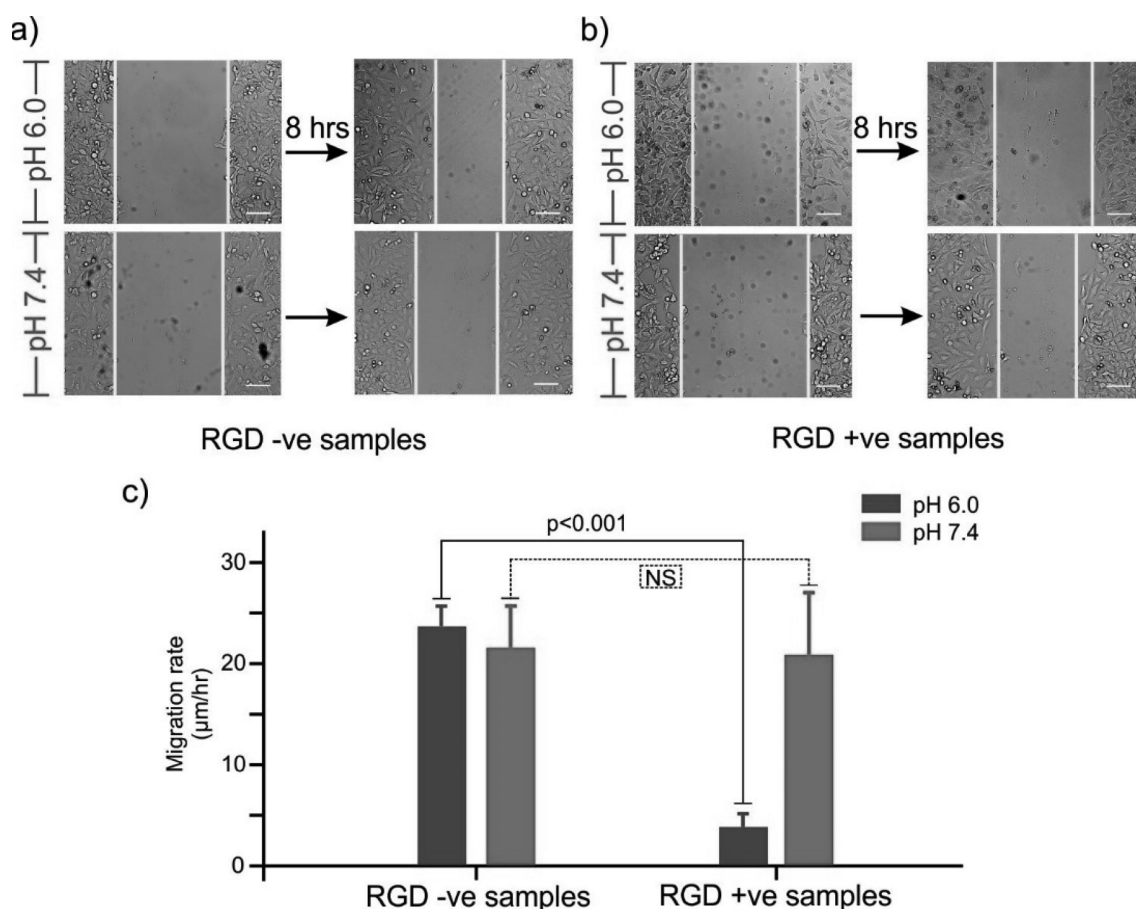 a)
b)
pH 6.0
8 hrs
pH 6.0
8 hrs
pH 7.4
pH 7.4
RGD -ve samples
RGD +ve samples
c)
pH 6.0
pH 7.4
p<0.001
NS
30
20
10
0
Migration rate
(μm/hr)
RGD -ve samples
RGD +ve samples